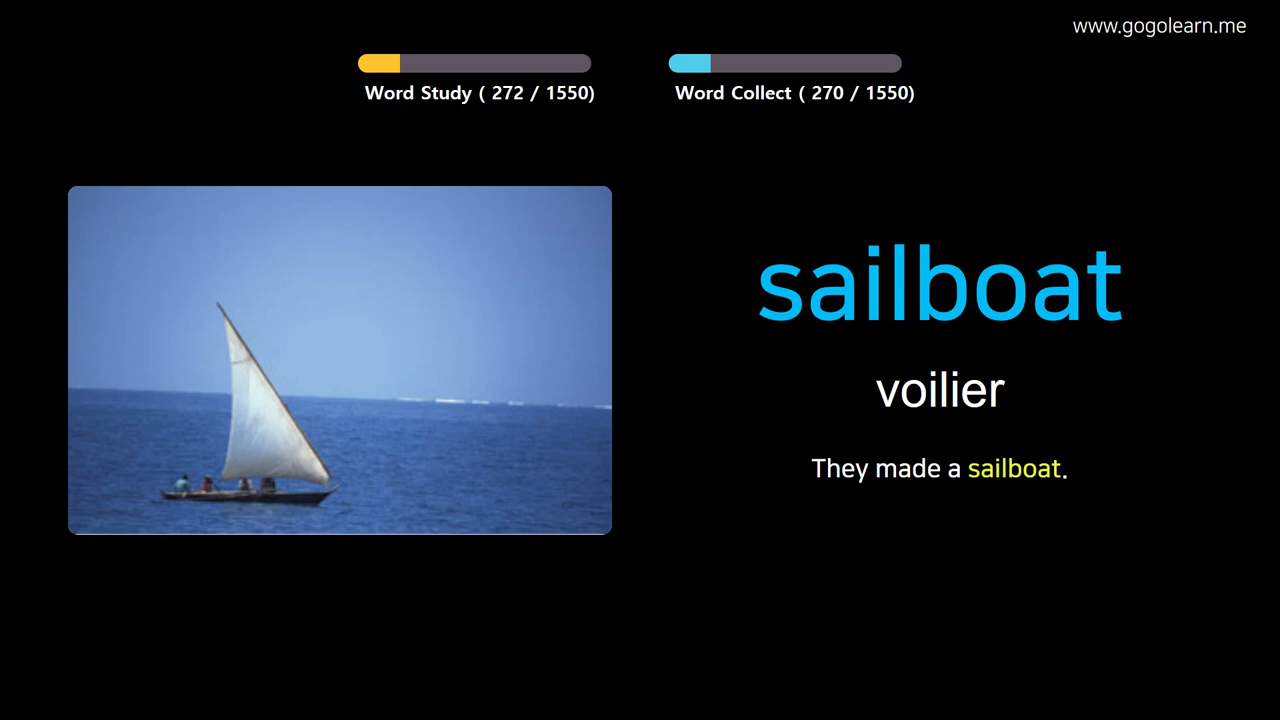 www.gogolearn.me
Word Study ( 272 / 1550)
Word Collect ( 270 / 1550)
sailboat
voilier
They made a sailboat.